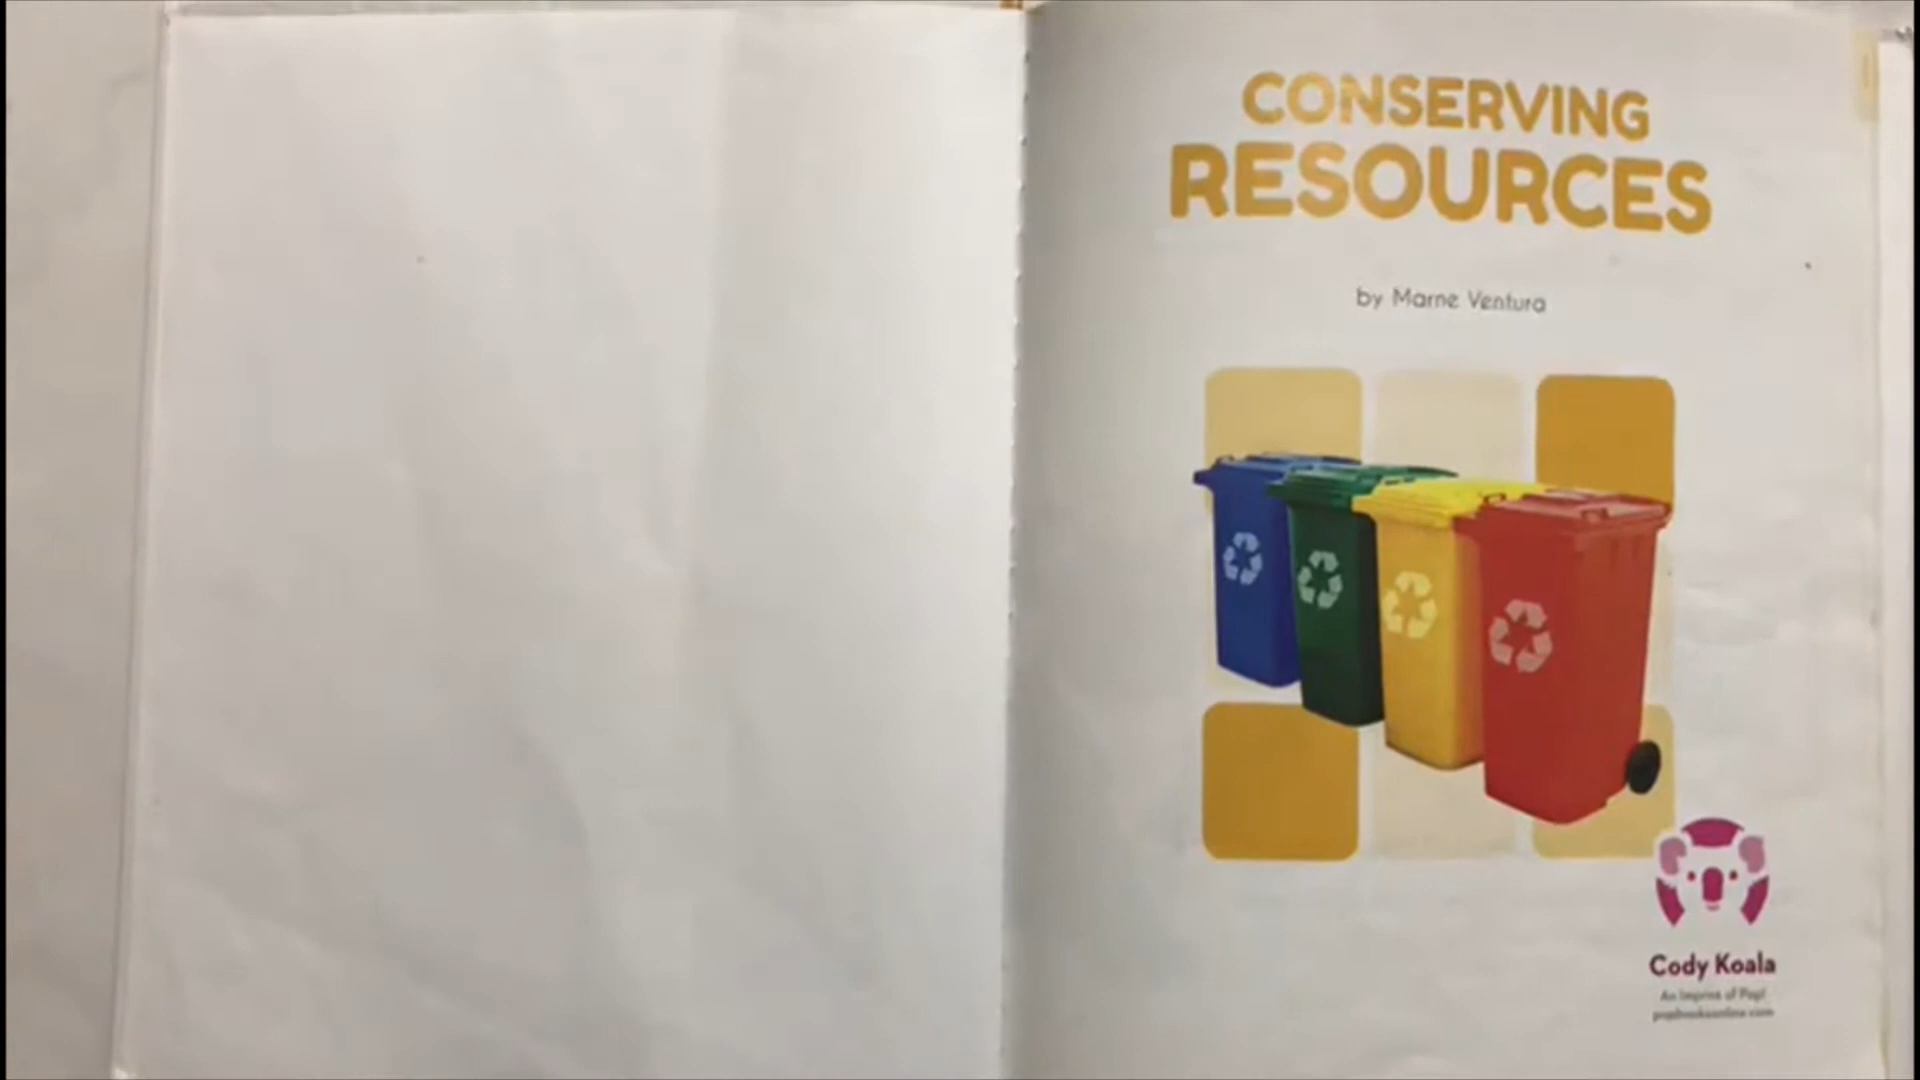 CONSERVING
RESOURCES
by Marne Ventura
Cody Koala
An Imprint of Pop!
popbooksonline.com